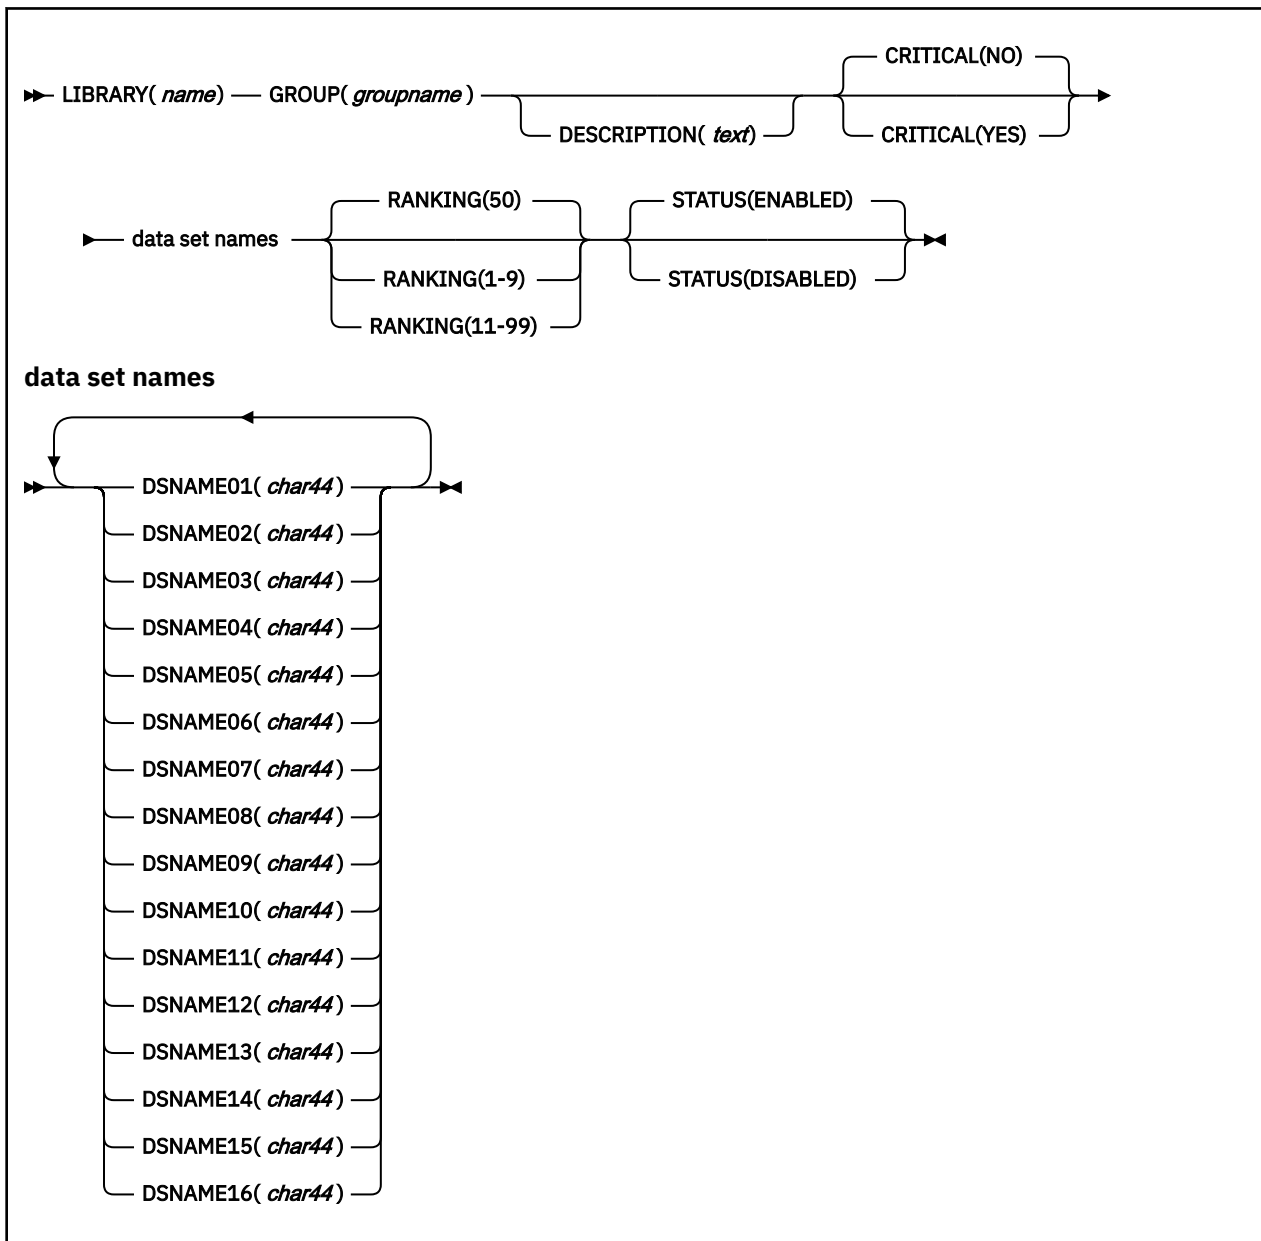 CRITICAL(NO)
LIBRARY( name) GROUP( groupname )
DESCRIPTION( text) CRITICAL(YES)
RANKING(50) STATUS(ENABLED)
data set names
RANKING(1-9) STATUS(DISABLED)
RANKING(11-99)
data set names
DSNAME01( char44 )
DSNAME02( char44 )
DSNAME03( char44 )
DSNAME04( char44 )
DSNAME05( char44 )
DSNAME06( char44 )
DSNAME07( char44 )
DSNAME08( char44 )
DSNAME09( char44 )
DSNAME10( char44 )
DSNAME11( char44 )
DSNAME12( char44 )
DSNAME13( char44 )
DSNAME14( char44 )
DSNAME15( char44 )
DSNAME16( char44 )